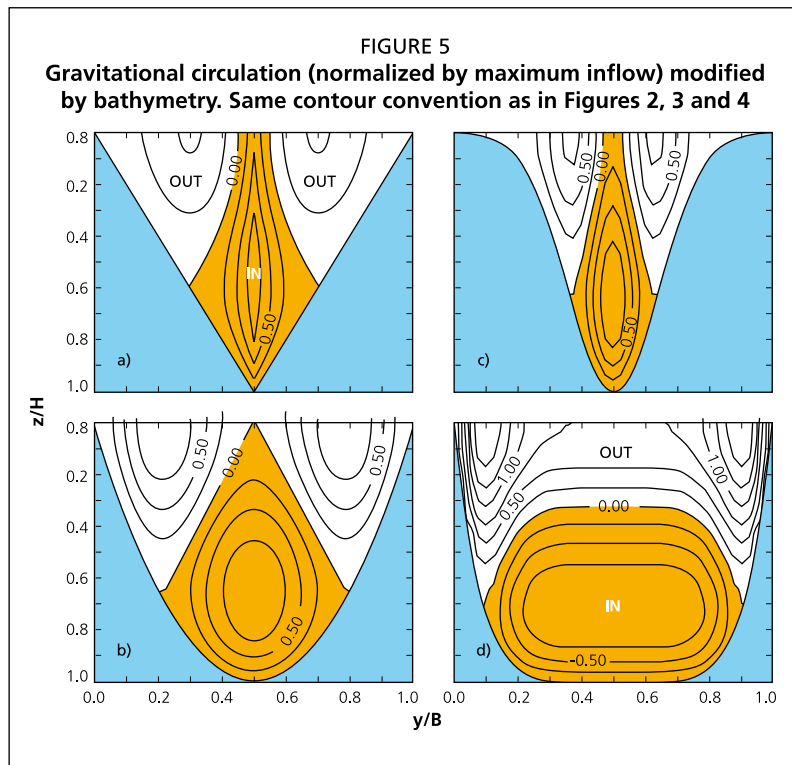 FIGURE 5
Gravitational circulation (normalized by maximum inflow) modified
by bathymetry. Same contour convention as in Figures 2, 3 and 4
0.8
0.2
0.4
0.6
0.8
1.0
OUT
0.00
OUT
IN
0.50
a)
0.50
0.00
0.50
0.50
c)
z/H
0.8
0.2
0.4
0.6
0.8
1.0
0.50
0.00
0.50
0.50
b)
0.0 0.2 0.4 0.6 0.8 1.0
OUT
1.00
0.50
1.00
0.00
IN
-0.50
d)
0.0 0.2 0.4 0.6 0.8 1.0
y/B